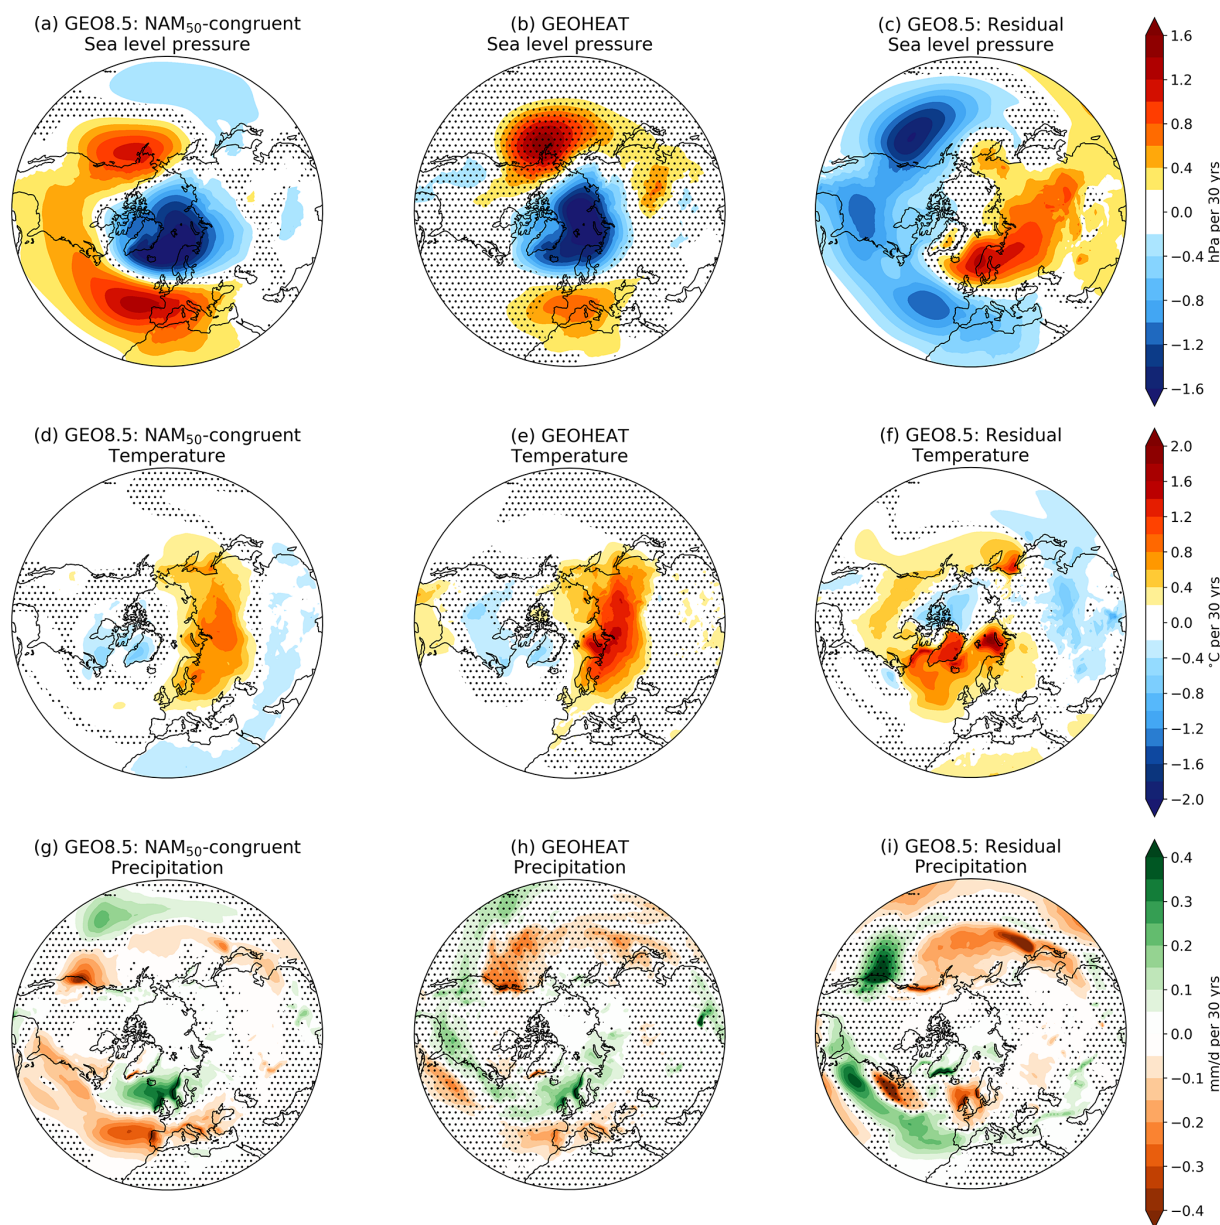 (a) GEO8.5: NAM₅₀-congruent
Sea level pressure
(b) GEOHEAT
Sea level pressure
(c) GEO8.5: Residual
Sea level pressure
1.6
1.2
0.8
0.4
0.0
−0.4
−0.8
−1.2
−1.6
hPa per 30 yrs
(d) GEO8.5: NAM₅₀-congruent
Temperature
(e) GEOHEAT
Temperature
(f) GEO8.5: Residual
Temperature
2.0
1.6
1.2
0.8
0.4
0.0
−0.4
−0.8
−1.2
−1.6
−2.0
°C per 30 yrs
(g) GEO8.5: NAM₅₀-congruent
Precipitation
(h) GEOHEAT
Precipitation
(i) GEO8.5: Residual
Precipitation
0.4
0.3
0.2
0.1
0.0
−0.1
−0.2
−0.3
−0.4
mm/d per 30 yrs